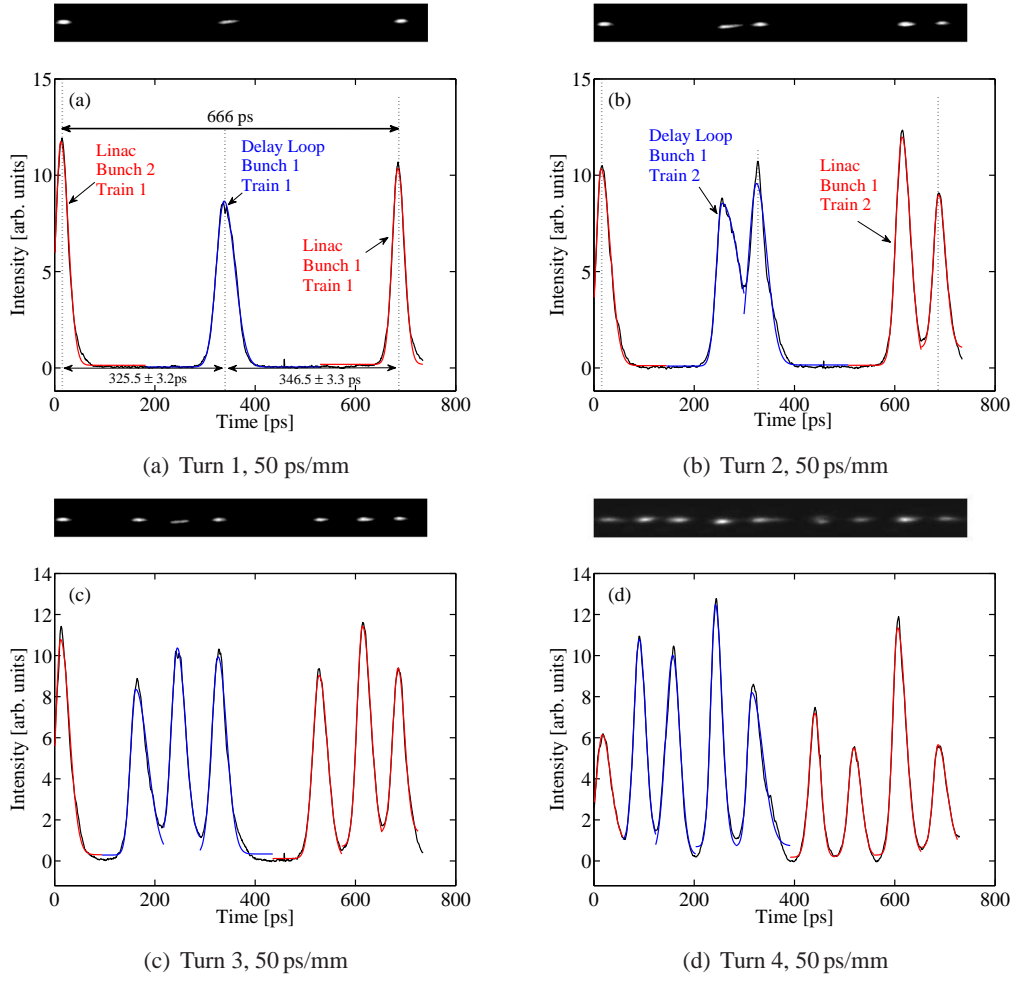 15
10
5
0
Intensity [arb. units]
(a)
666 ps
Linac
Bunch 2
Train 1
Delay Loop
Bunch 1
Train 1
Linac
Bunch 1
Train 1
325.5 ± 3.2ps
346.5 ± 3.3 ps
0 200 400 600 800
Time [ps]
(a) Turn 1, 50 ps/mm
15
10
5
0
Intensity [arb. units]
(b)
Delay Loop
Bunch 1
Train 2
Linac
Bunch 1
Train 2
0 200 400 600 800
Time [ps]
(b) Turn 2, 50 ps/mm
14
12
10
8
6
4
2
0
Intensity [arb. units]
(c)
0 200 400 600 800
Time [ps]
(c) Turn 3, 50 ps/mm
14
12
10
8
6
4
2
0
Intensity [arb. units]
(d)
0 200 400 600 800
Time [ps]
(d) Turn 4, 50 ps/mm